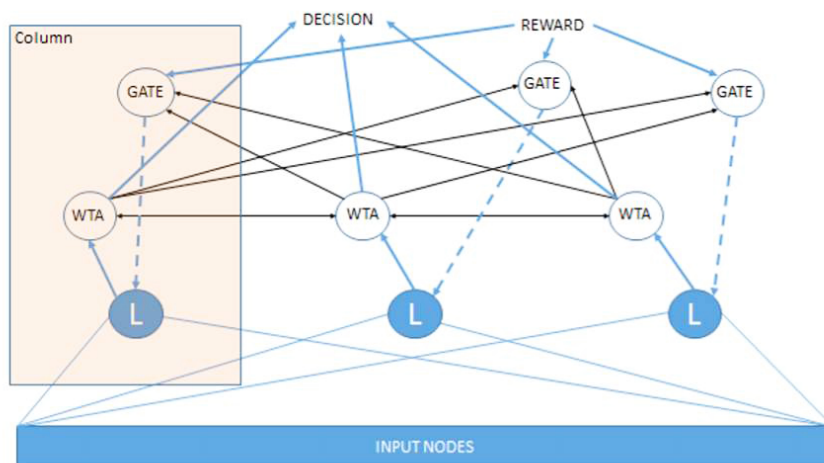 DECISION
REWARD
Column
GATE
GATE
GATE
WTA
WTA
WTA
L
L
L
INPUT NODES